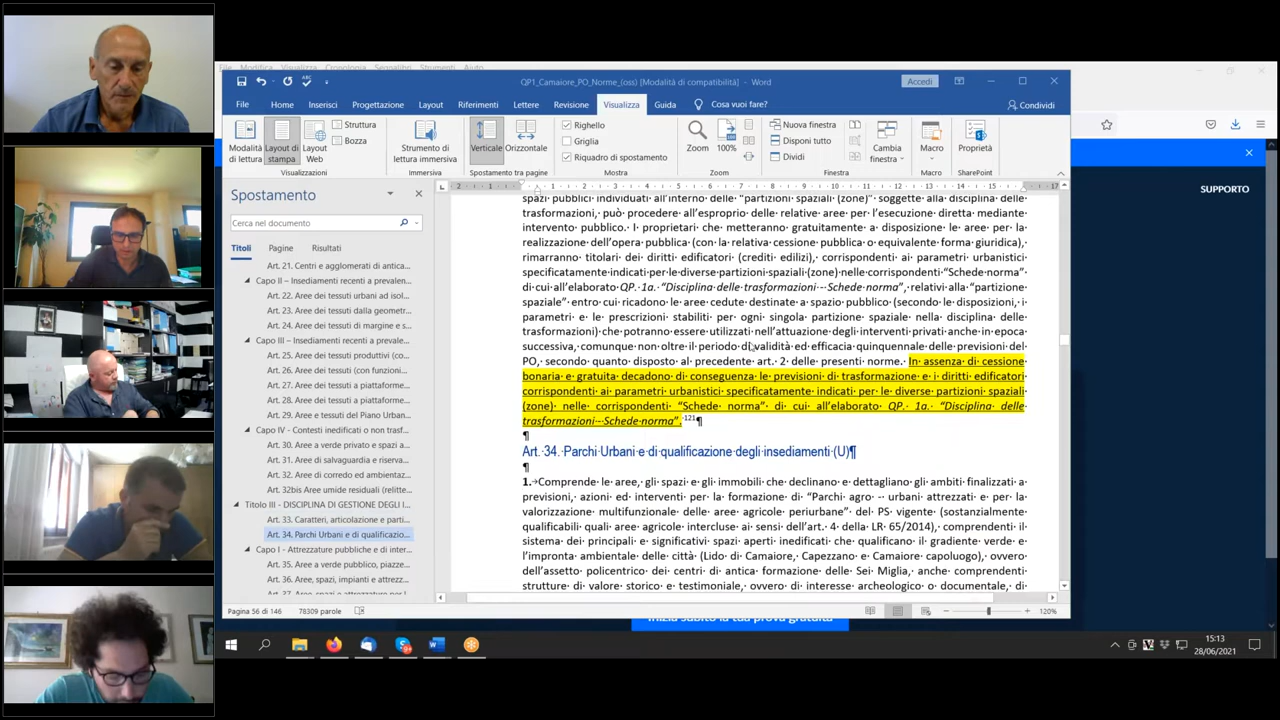 Modifica Visualizza Cronologia Segnalibri Strumenti Aiuto
QP1_Camaiore_PO_Norme_(oss) [Modalità di compatibilità] - Word
Accedi
File Home Inserisci Progettazione Layout Riferimenti Lettere Revisione Visualizza Guida Cosa vuoi fare? Condividi
Modalità di lettura
Layout di stampa
Layout Web
Struttura
Bozza
Visualizzazioni
Strumento di lettura immersiva
Immersiva
Verticale
Orizzontale
Spostamento tra pagine
Righello
Griglia
Riquadro di spostamento
Mostra
Zoom
100%
Zoom
Nuova finestra
Disponi tutto
Dividi
Cambia finestra
Finestra
Macro
Macro
Proprietà
SharePoint
SUPPORTO
Spostamento
Cerca nel documento
Titoli Pagine Risultati
Art. 21. Centri e agglomerati di antica...
Capo II – Insediamenti recenti a prevalen...
Art. 22. Aree dei tessuti urbani ad isol...
Art. 23. Aree dei tessuti dalla geometr...
Art. 24. Aree dei tessuti di margine e s...
Capo III – Insediamenti recenti a prevale...
Art. 25. Aree dei tessuti produttivi (co...
Art. 26. Aree dei tessuti (con funzioni...
Art. 27. Aree e tessuti a piattaforme...
Art. 28. Aree e tessuti a piattaforma...
Art. 29. Aree e tessuti del Piano Urban...
Capo IV - Contesti inedificati o non trasf...
Art. 30. Aree a verde privato e spazi a...
Art. 31. Aree di salvaguardia e riserva...
Art. 32. Aree di corredo ed ambientaz...
Art. 32bis Aree umide residuali (relitte...
Titolo III - DISCIPLINA DI GESTIONE DEGLI I...
Art. 33. Caratteri, articolazione e parti...
Art. 34. Parchi Urbani e di qualificazio...
Capo I - Attrezzature pubbliche e di inter...
Art. 35. Aree a verde pubblico, piazze...
Art. 36. Aree, spazi, impianti e attrezz...
Art. 37. Aree, spazi e attrezzature per l...
spazi pubblici individuati all’interno delle “partizioni spaziali (zone)” soggette alla disciplina delle
trasformazioni, può procedere all’esproprio delle relative aree per l’esecuzione diretta mediante
intervento pubblico. I proprietari che metteranno gratuitamente a disposizione le aree per la
realizzazione dell’opera pubblica (con la relativa cessione pubblica o equivalente forma giuridica),
rimarranno titolari dei diritti edificatori (crediti edilizi), corrispondenti ai parametri urbanistici
specificatamente indicati per le diverse partizioni spaziali (zone) nelle corrispondenti “Schede norma”
di cui all’elaborato QP. 1a. “Disciplina delle trasformazioni - Schede norma”, relativi alla “partizione
spaziale” entro cui ricadono le aree cedute destinate a spazio pubblico (secondo le disposizioni, i
parametri e le prescrizioni stabiliti per ogni singola partizione spaziale nella disciplina delle
trasformazioni) che potranno essere utilizzati nell’attuazione degli interventi privati anche in epoca
successiva, comunque non oltre il periodo di validità ed efficacia quinquennale delle previsioni del
PO, secondo quanto disposto al precedente art. 2 delle presenti norme. In assenza di cessione
bonaria e gratuita decadono di conseguenza le previsioni di trasformazione e i diritti edificatori
corrispondenti ai parametri urbanistici specificatamente indicati per le diverse partizioni spaziali
(zone) nelle corrispondenti “Schede norma” di cui all’elaborato QP. 1a. “Disciplina delle
trasformazioni - Schede norma”.121¶
¶
Art. 34. Parchi Urbani e di qualificazione degli insediamenti (U)¶
¶
1.→Comprende le aree, gli spazi e gli immobili che declinano e dettagliano gli ambiti finalizzati a
previsioni, azioni ed interventi per la formazione di “Parchi agro - urbani attrezzati e per la
valorizzazione multifunzionale delle aree agricole periurbane” del PS vigente (sostanzialmente
qualificabili quali aree agricole intercluse ai sensi dell’art. 4 della LR 65/2014), comprendenti il
sistema dei principali e significativi spazi aperti inedificati che qualificano il gradiente verde e
l’impronta ambientale delle città (Lido di Camaiore, Capezzano e Camaiore capoluogo), ovvero
dell’assetto policentrico dei centri di antica formazione delle Sei Miglia, anche comprendenti
strutture di valore storico e testimoniale, ovvero di interesse archeologico o documentale, di
Pagina 56 di 146 78309 parole 120%
Inizia subito la tua prova gratuita
15:13
28/06/2021